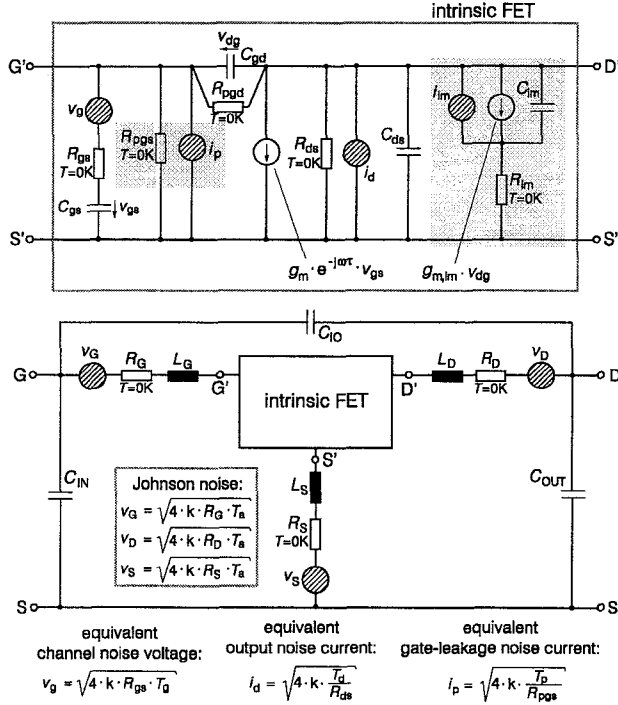 intrinsic FET
G' v_dg C_gd D'
v_g R_pgd T=0K i_im C_im
R_gs T=0K R_pgs T=0K i_p R_ds T=0K i_d C_ds
C_gs v_gs R_im T=0K
S' S'
g_m · e^{-jωτ} · v_gs g_m,im · v_dg
C_IO
G v_G R_G T=0K L_G G' intrinsic FET D' L_D R_D T=0K v_D D
S'
C_IN L_S C_OUT
Johnson noise:
v_G = √(4 · k · R_G · T_a)
v_D = √(4 · k · R_D · T_a)
v_S = √(4 · k · R_S · T_a)
R_S T=0K
v_S
S S
equivalent channel noise voltage:
v_g = √(4 · k · R_gs · T_g)
equivalent output noise current:
i_d = √(4 · k · T_d/R_ds)
equivalent gate-leakage noise current:
i_p = √(4 · k · T_p/R_pgs)